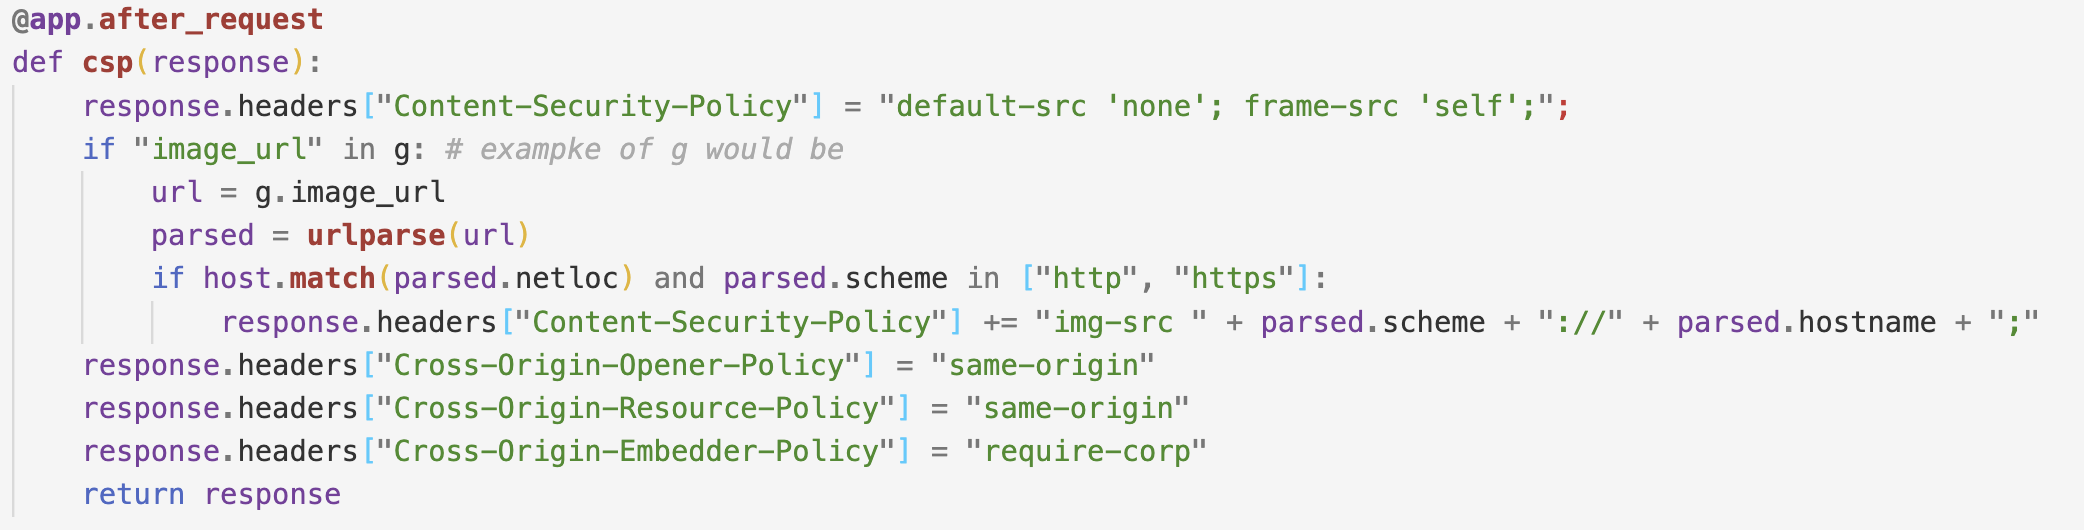 @app.after_request
def csp(response):
    response.headers["Content-Security-Policy"] = "default-src 'none'; frame-src 'self';";
    if "image_url" in g: # exampke of g would be
        url = g.image_url
        parsed = urlparse(url)
        if host.match(parsed.netloc) and parsed.scheme in ["http", "https"]:
            response.headers["Content-Security-Policy"] += "img-src " + parsed.scheme + "://" + parsed.hostname + ";"
    response.headers["Cross-Origin-Opener-Policy"] = "same-origin"
    response.headers["Cross-Origin-Resource-Policy"] = "same-origin"
    response.headers["Cross-Origin-Embedder-Policy"] = "require-corp"
    return response